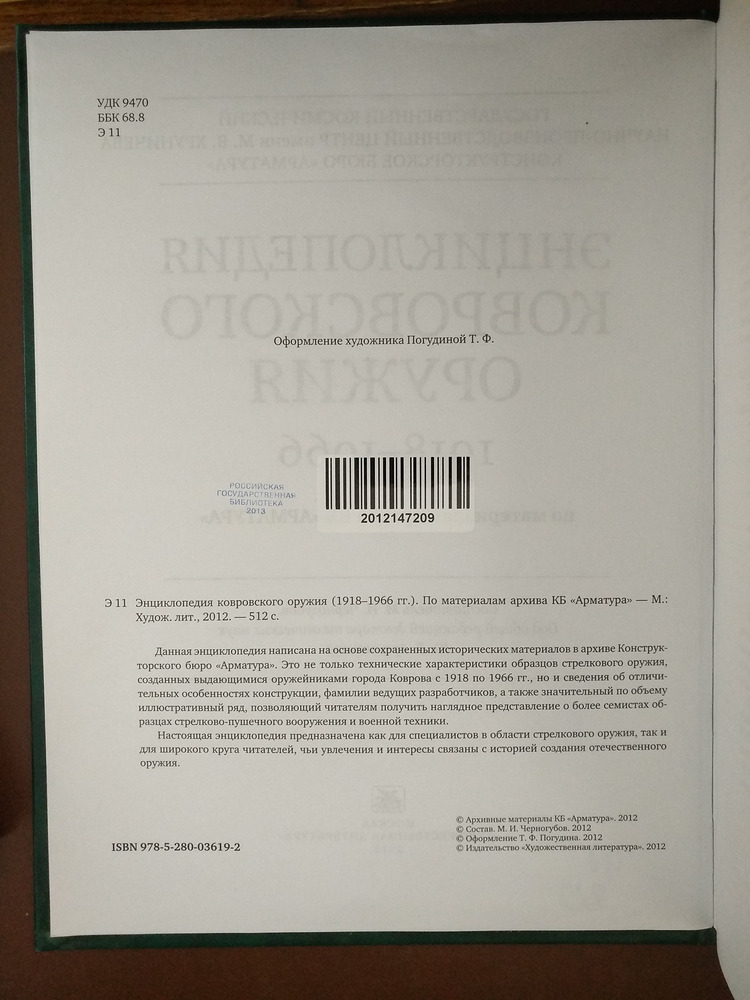 УДК 9470
ББК 68.8
Э 11
Оформление художника Погудиной Т. Ф.
РОССИЙСКАЯ
ГОСУДАРСТВЕННАЯ
БИБЛИОТЕКА
2013
2012147209
Э 11 Энциклопедия ковровского оружия (1918–1966 гг.). По материалам архива КБ «Арматура» — М.:
Худож. лит., 2012. — 512 с.
Данная энциклопедия написана на основе сохраненных исторических материалов в архиве Конструк-
торского бюро «Арматура». Это не только технические характеристики образцов стрелкового оружия,
созданных выдающимися оружейниками города Коврова с 1918 по 1966 гг., но и сведения об отличи-
тельных особенностях конструкции, фамилии ведущих разработчиков, а также значительный по объему
иллюстративный ряд, позволяющий читателям получить наглядное представление о более семистах об-
разцах стрелково-пушечного вооружения и военной техники.
Настоящая энциклопедия предназначена как для специалистов в области стрелкового оружия, так и
для широкого круга читателей, чьи увлечения и интересы связаны с историей создания отечественного
оружия.
ISBN 978-5-280-03619-2
© Архивные материалы КБ «Арматура». 2012
© Состав. М. И. Черногубов. 2012
© Оформление Т. Ф. Погудина. 2012
© Издательство «Художественная литература». 2012